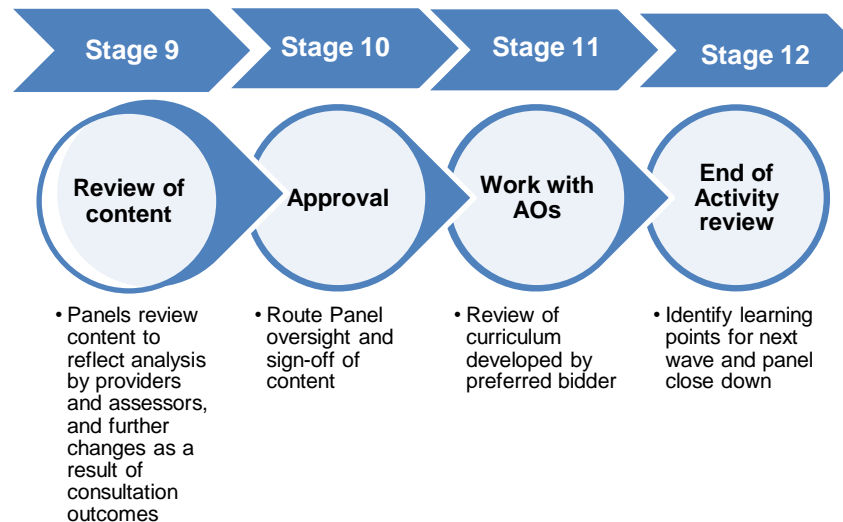 Stage 9
Stage 10
Stage 11
Stage 12
Review of
content
Approval
Work with
AOs
End of
Activity
review
• Panels review
content to
reflect analysis
by providers
and assessors,
and further
changes as a
result of
consultation
outcomes
• Route Panel
oversight and
sign-off of
content
• Review of
curriculum
developed by
preferred bidder
• Identify learning
points for next
wave and panel
close down